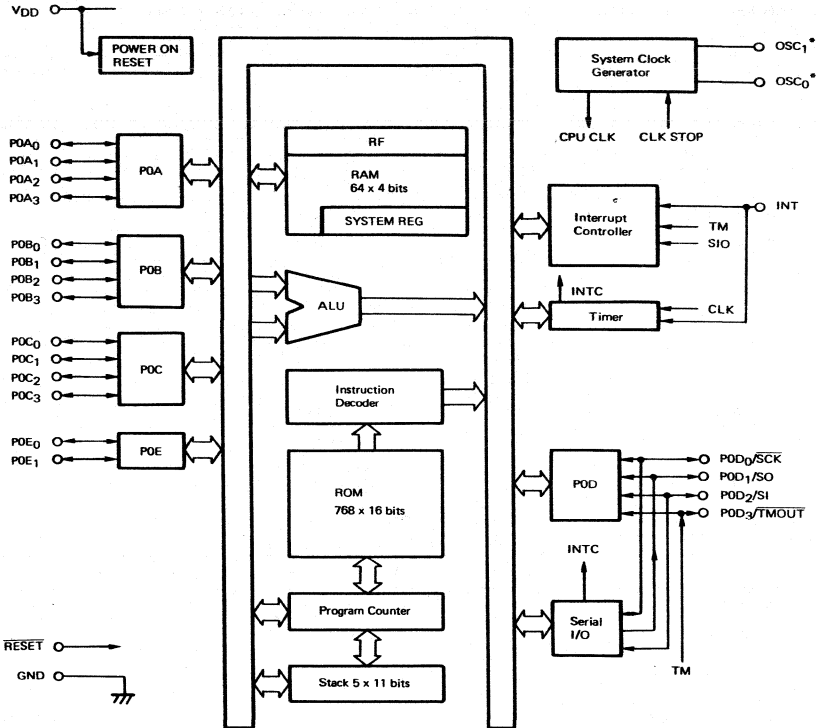 VDD
POWER ON
RESET
System Clock
Generator
OSC1*
OSC0*
CPU CLK
CLK STOP
P0A0
P0A1
P0A2
P0A3
P0A
RF
RAM
64 x 4 bits
SYSTEM REG
Interrupt
Controller
INT
TM
SIO
P0B0
P0B1
P0B2
P0B3
P0B
ALU
INTC
Timer
CLK
P0C0
P0C1
P0C2
P0C3
P0C
Instruction
Decoder
P0E0
P0E1
P0E
ROM
768 x 16 bits
P0D
P0D0/SCK
P0D1/SO
P0D2/SI
P0D3/TMOUT
INTC
Program Counter
Serial
I/O
TM
RESET
GND
Stack 5 x 11 bits